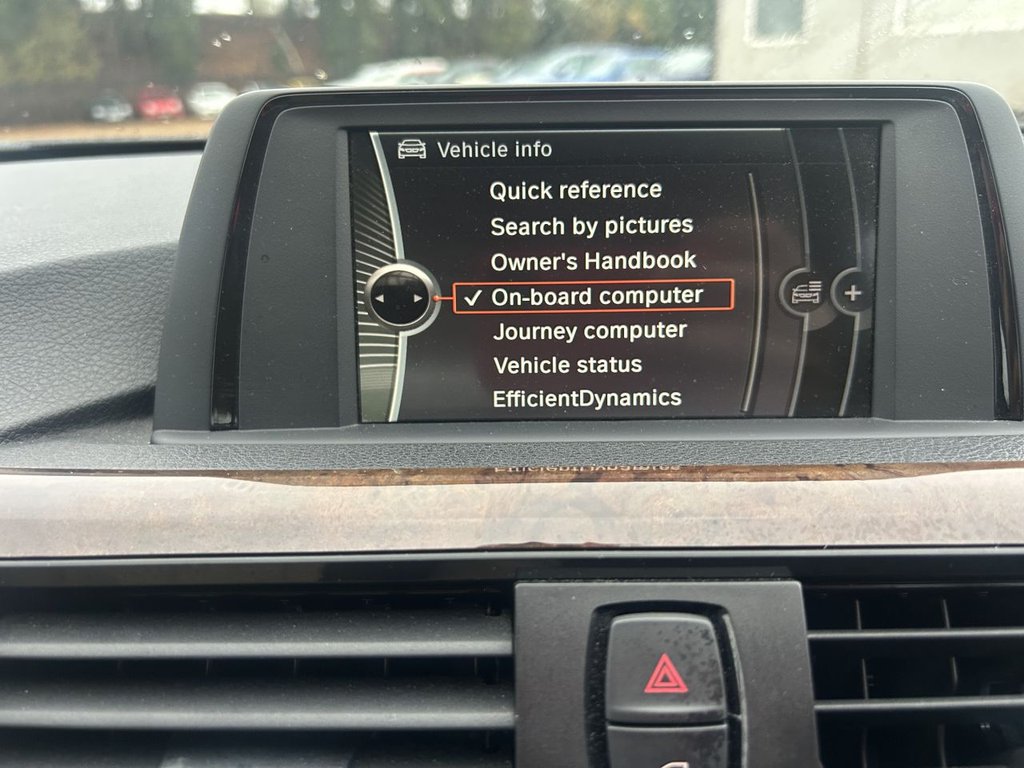 Vehicle info
Quick reference
Search by pictures
Owner's Handbook
✓ On-board computer
Journey computer
Vehicle status
EfficientDynamics